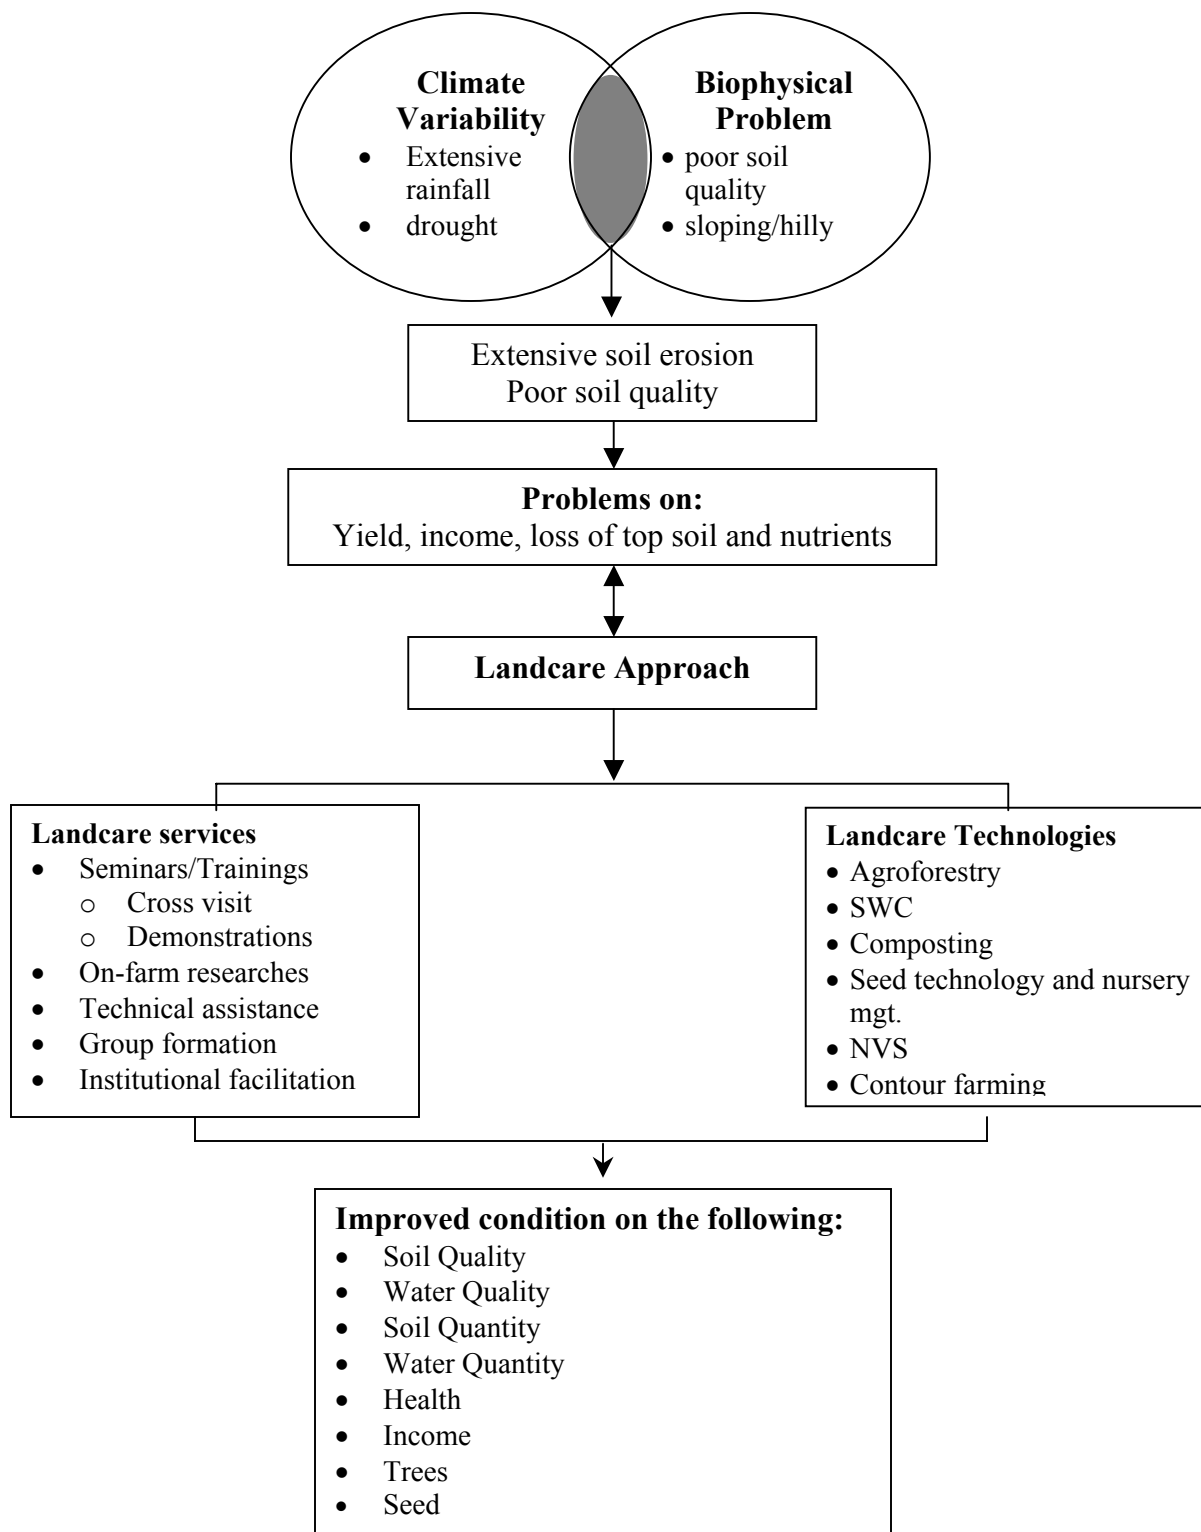 Climate
Variability
• Extensive
rainfall
• drought
Biophysical
Problem
• poor soil
quality
• sloping/hilly
Extensive soil erosion
Poor soil quality
Problems on:
Yield, income, loss of top soil and nutrients
Landcare Approach
Landcare services
• Seminars/Trainings
o Cross visit
o Demonstrations
• On-farm researches
• Technical assistance
• Group formation
• Institutional facilitation
Landcare Technologies
• Agroforestry
• SWC
• Composting
• Seed technology and nursery
mgt.
• NVS
• Contour farming
Improved condition on the following:
• Soil Quality
• Water Quality
• Soil Quantity
• Water Quantity
• Health
• Income
• Trees
• Seed